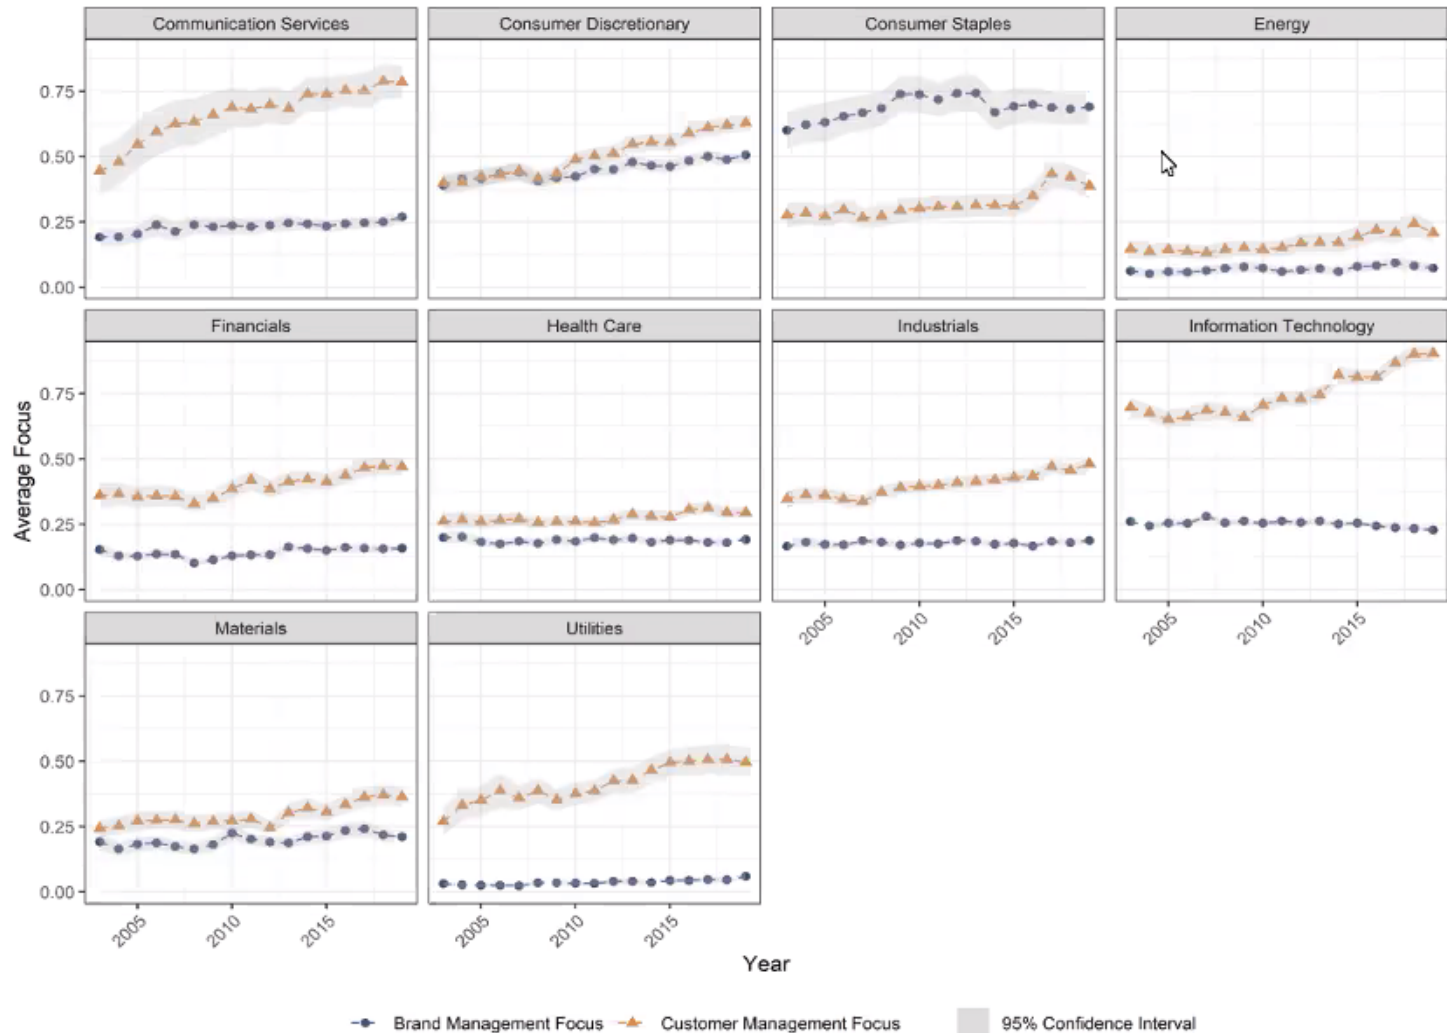 Communication Services
Consumer Discretionary
Consumer Staples
Energy
0.75
0.50
0.25
0.00
Financials
Health Care
Industrials
Information Technology
0.75
0.50
0.25
0.00
Average Focus
2005 2010 2015
2005 2010 2015
Materials
Utilities
0.75
0.50
0.25
0.00
2005 2010 2015
2005 2010 2015
Year
Brand Management Focus Customer Management Focus 95% Confidence Interval